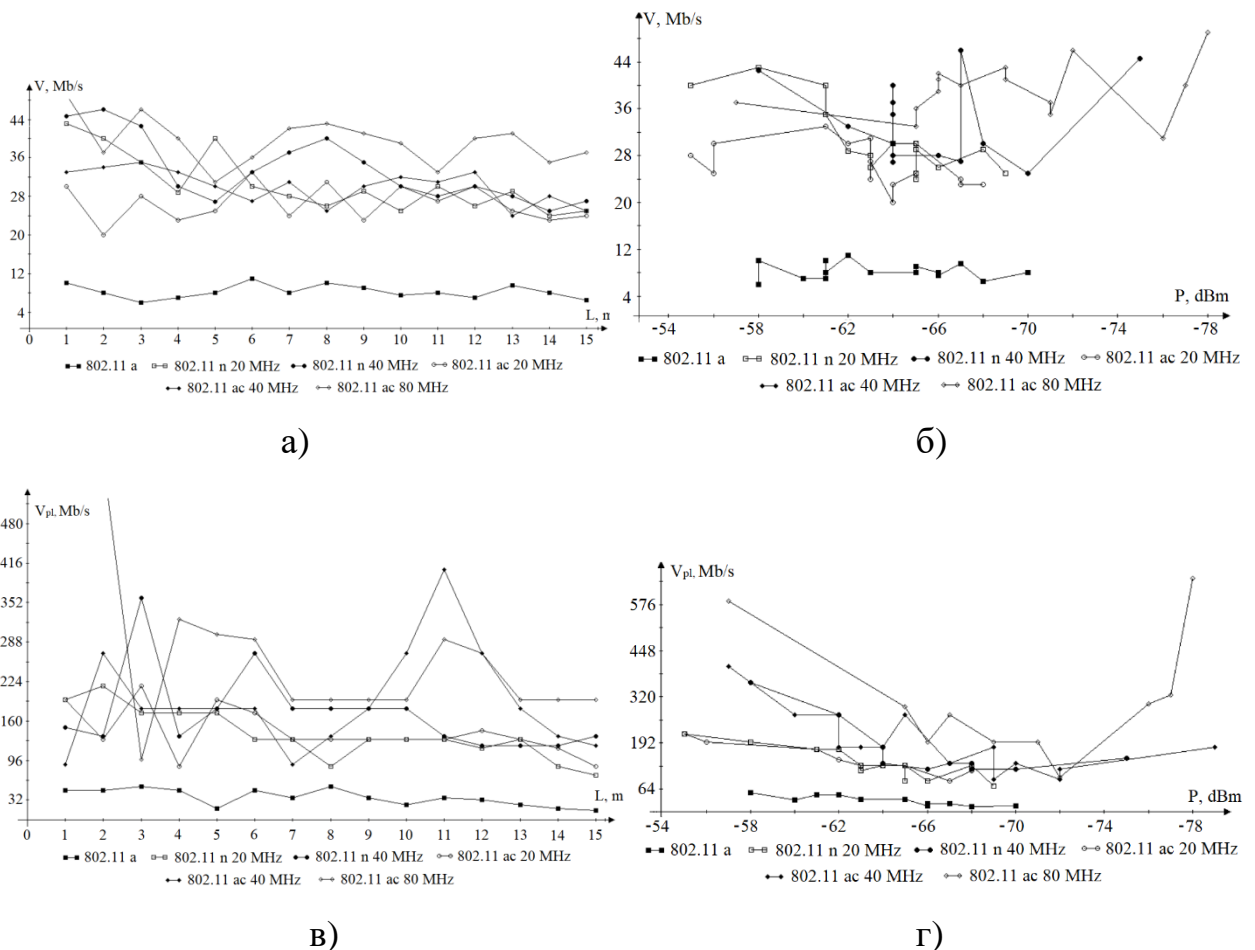 V, Mb/s
44
36
28
20
12
4
0
1 2 3 4 5 6 7 8 9 10 11 12 13 14 15
L, m
802.11 a 802.11 n 20 MHz 802.11 n 40 MHz 802.11 ac 20 MHz
802.11 ac 40 MHz 802.11 ac 80 MHz
а)
V, Mb/s
44
36
28
20
12
4
P, dBm
-54 -58 -62 -66 -70 -74 -78
802.11 a 802.11 n 20 MHz 802.11 n 40 MHz 802.11 ac 20 MHz
802.11 ac 40 MHz 802.11 ac 80 MHz
б)
Vpl, Mb/s
480
416
352
288
224
160
96
32
L, m
0 1 2 3 4 5 6 7 8 9 10 11 12 13 14 15
802.11 a 802.11 n 20 MHz 802.11 n 40 MHz 802.11 ac 20 MHz
802.11 ac 40 MHz 802.11 ac 80 MHz
в)
Vpl, Mb/s
576
448
320
192
64
P, dBm
-54 -58 -62 -66 -70 -74 -78
802.11 a 802.11 n 20 MHz 802.11 n 40 MHz 802.11 ac 20 MHz
802.11 ac 40 MHz 802.11 ac 80 MHz
г)